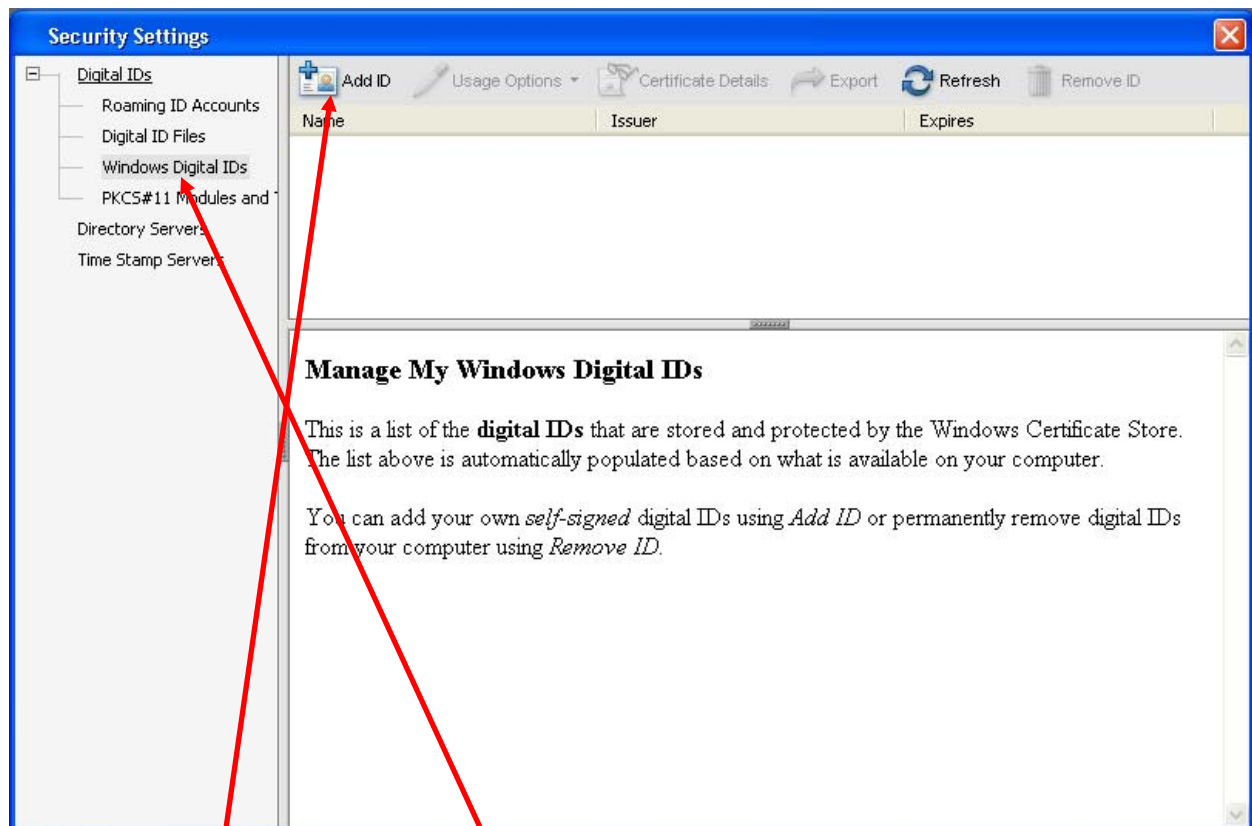 Security Settings
Digital IDs
Roaming ID Accounts
Digital ID Files
Windows Digital IDs
PKCS#11 Modules and
Directory Servers
Time Stamp Servers
Add ID Usage Options Certificate Details Export Refresh Remove ID
Name Issuer Expires
Manage My Windows Digital IDs
This is a list of the digital IDs that are stored and protected by the Windows Certificate Store.
The list above is automatically populated based on what is available on your computer.
You can add your own self-signed digital IDs using Add ID or permanently remove digital IDs
from your computer using Remove ID.